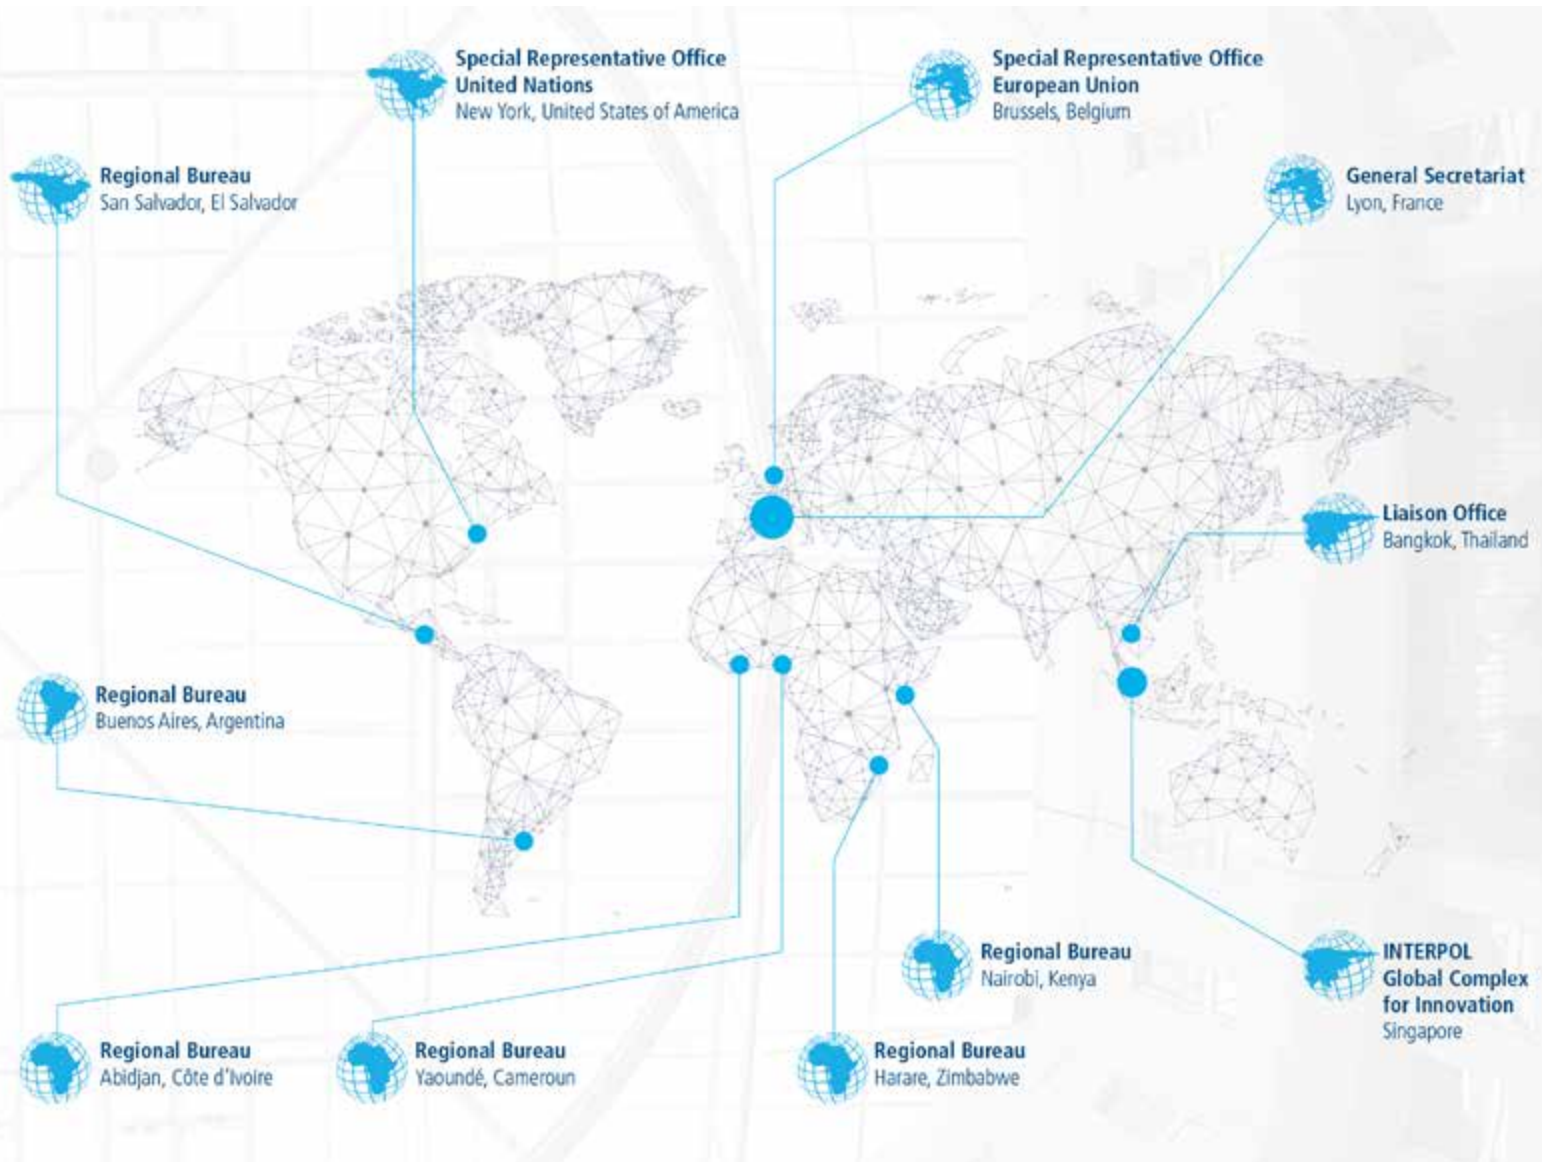 Special Representative Office
United Nations
New York, United States of America
Special Representative Office
European Union
Brussels, Belgium
Regional Bureau
San Salvador, El Salvador
General Secretariat
Lyon, France
Liaison Office
Bangkok, Thailand
Regional Bureau
Buenos Aires, Argentina
Regional Bureau
Nairobi, Kenya
INTERPOL
Global Complex
for Innovation
Singapore
Regional Bureau
Abidjan, Côte d'Ivoire
Regional Bureau
Yaoundé, Cameroun
Regional Bureau
Harare, Zimbabwe